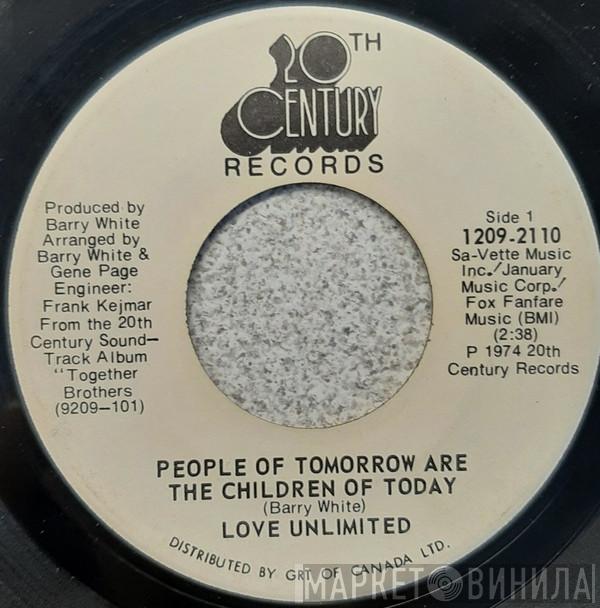 20TH
CENTURY
RECORDS
Produced by
Barry White
Arranged by
Barry White &
Gene Page
Engineer:
Frank Kejmar
From the 20th
Century Sound-
Track Album
"Together
Brothers
(9209-101)
Side 1
1209-2110
Sa-Vette Music
Inc./January
Music Corp./
Fox Fanfare
Music (BMI)
(2:38)
P 1974 20th
Century Records
PEOPLE OF TOMORROW ARE
THE CHILDREN OF TODAY
(Barry White)
LOVE UNLIMITED
DISTRIBUTED BY GRT OF CANADA LTD.
МАРКЕТ ВИНИЛА